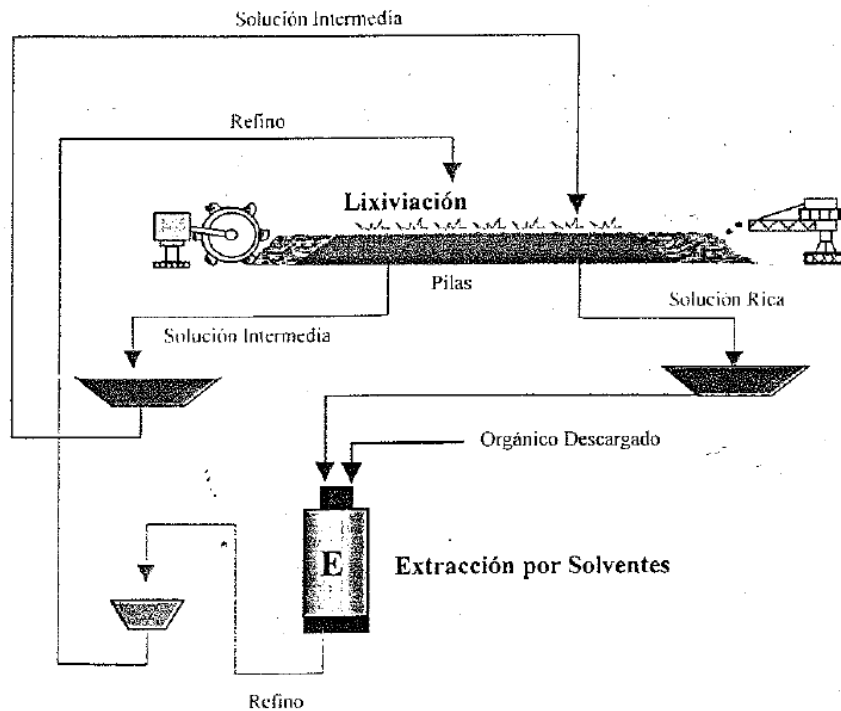 Solución Intermedia
Refino
Lixiviación
Pilas
Solución Rica
Solución Intermedia
Orgánico Descargado
E
Extracción por Solventes
Refino